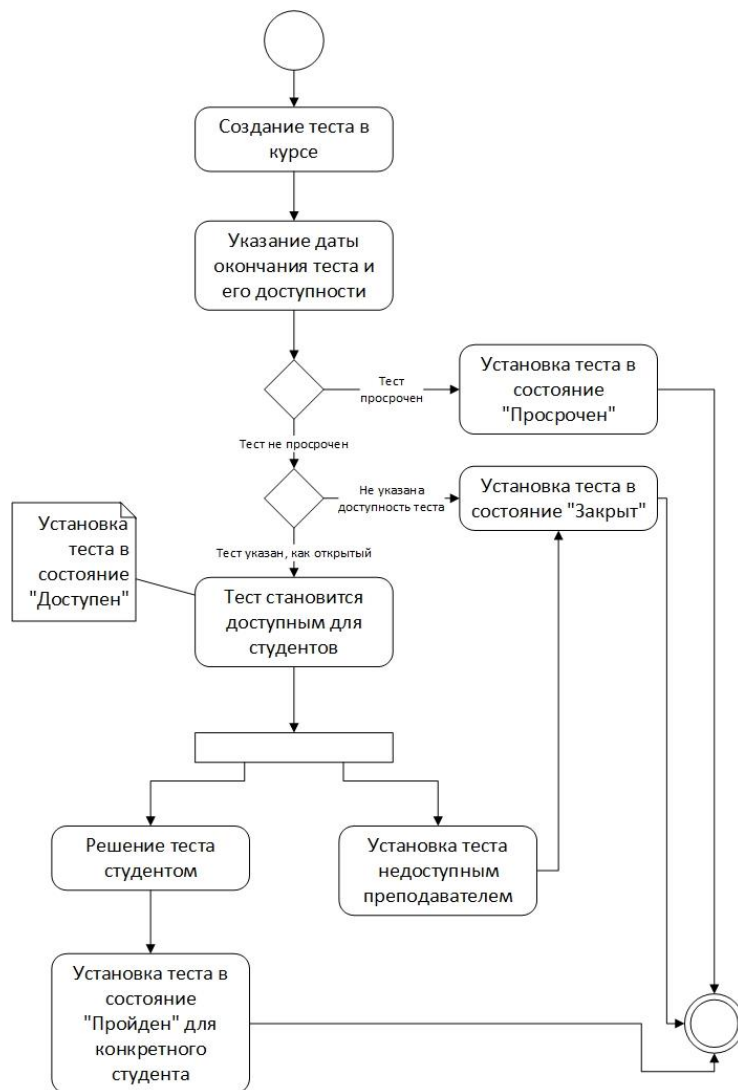 Создание теста в
курсе
Указание даты
окончания теста и
его доступности
Тест
просрочен
Установка теста в
состояние
"Просрочен"
Тест не просрочен
Не указана
доступность теста
Установка теста в
состояние "Закрыт"
Установка
теста в
состояние
"Доступен"
Тест указан, как открытый
Тест становится
доступным для
студентов
Решение теста
студентом
Установка теста
недоступным
преподавателем
Установка теста в
состояние
"Пройден" для
конкретного
студента